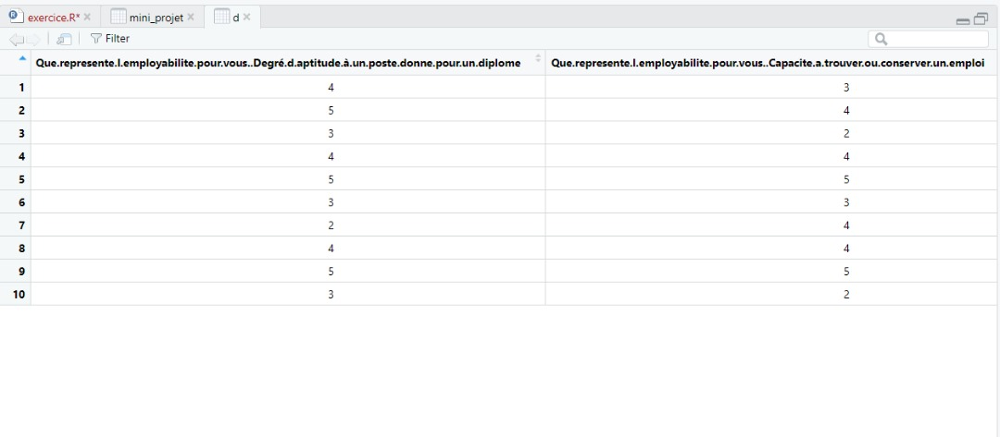 exercice.R* mini_projet d
Filter
Que.represente.l.employabilite.pour.vous..Degré.d.aptitude.à.un.poste.donne.pour.un.diplome Que.represente.l.employabilite.pour.vous..Capacite.a.trouver.ou.conserver.un.emploi
1 4 3
2 5 4
3 3 2
4 4 4
5 5 5
6 3 3
7 2 4
8 4 4
9 5 5
10 3 2